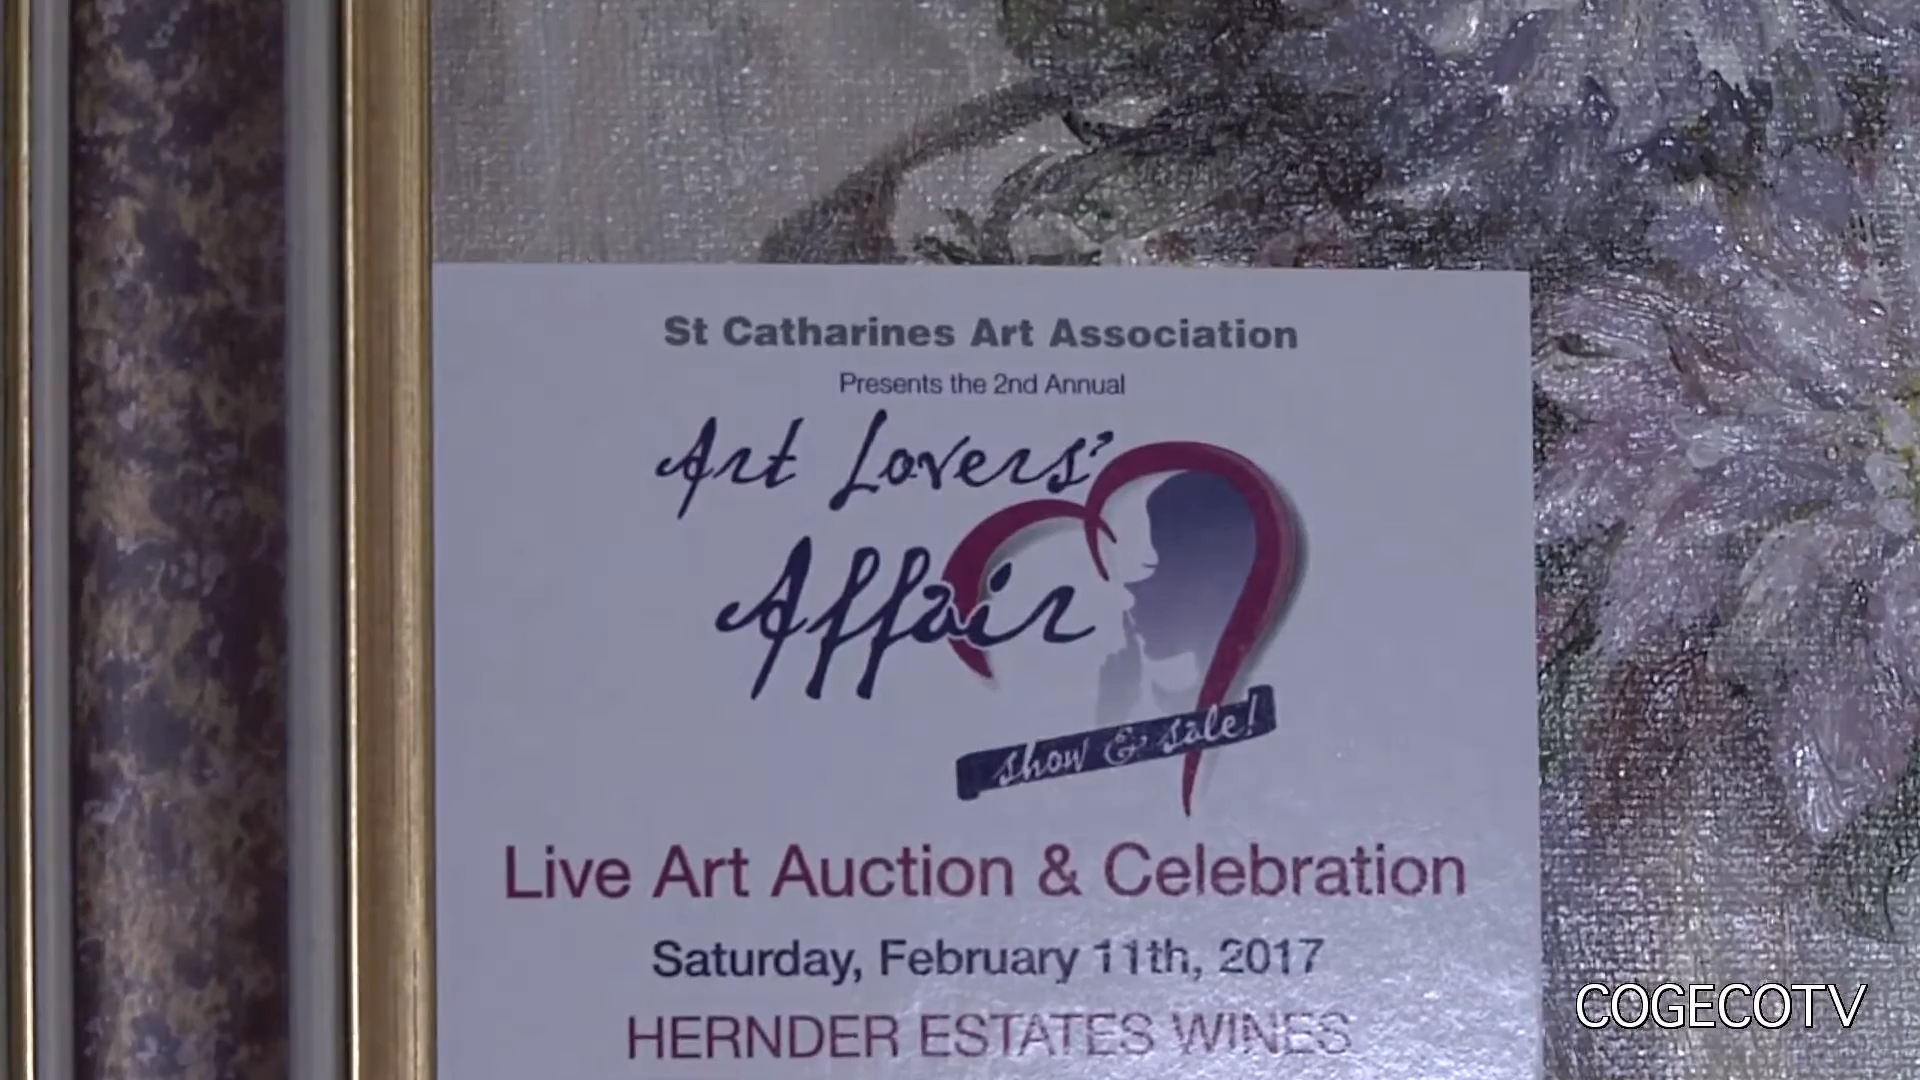 St Catharines Art Association
Presents the 2nd Annual
Art Lovers'
Affair
show & sale!
Live Art Auction & Celebration
Saturday, February 11th, 2017
HERNDER ESTATES WINES
COGECOTV